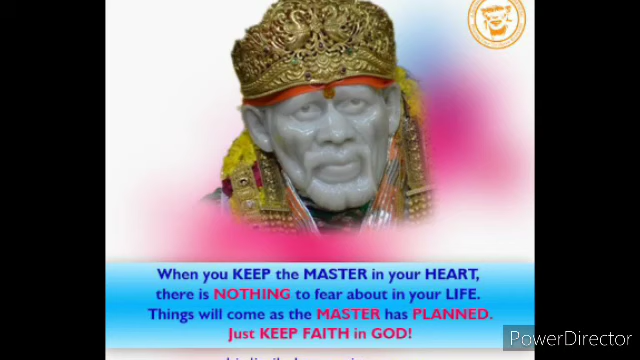 When you KEEP the MASTER in your HEART,
there is NOTHING to fear about in your LIFE.
Things will come as the MASTER has PLANNED.
Just KEEP FAITH in GOD!
PowerDirector